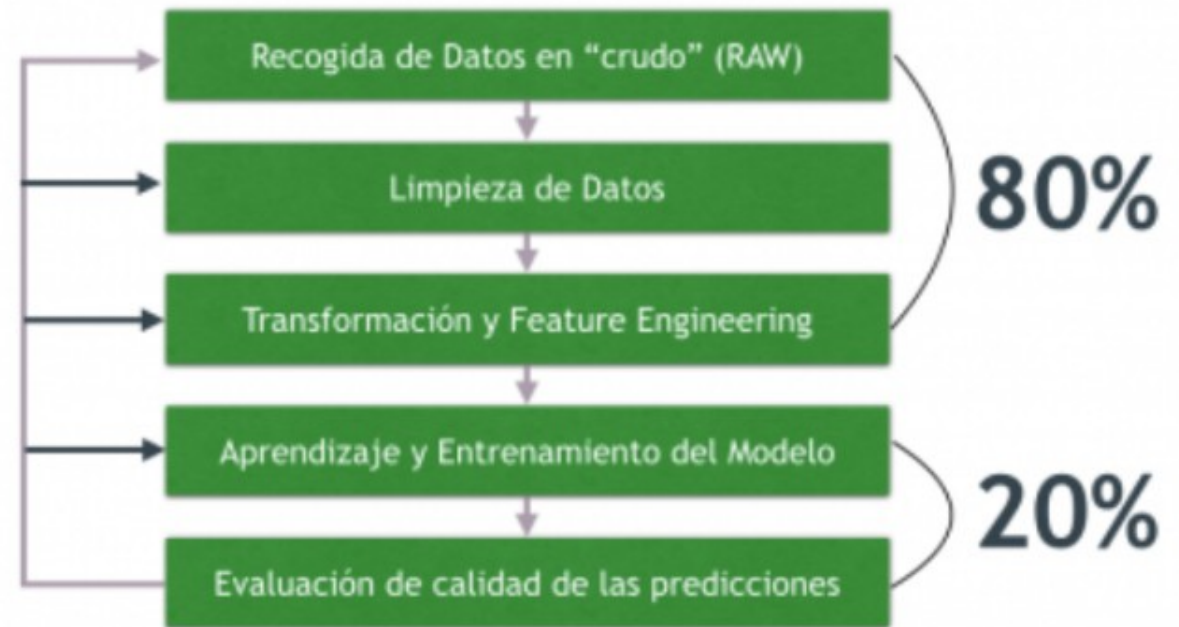 Recogida de Datos en “crudo” (RAW)
Limpieza de Datos
80%
Transformación y Feature Engineering
Aprendizaje y Entrenamiento del Modelo
20%
Evaluación de calidad de las predicciones